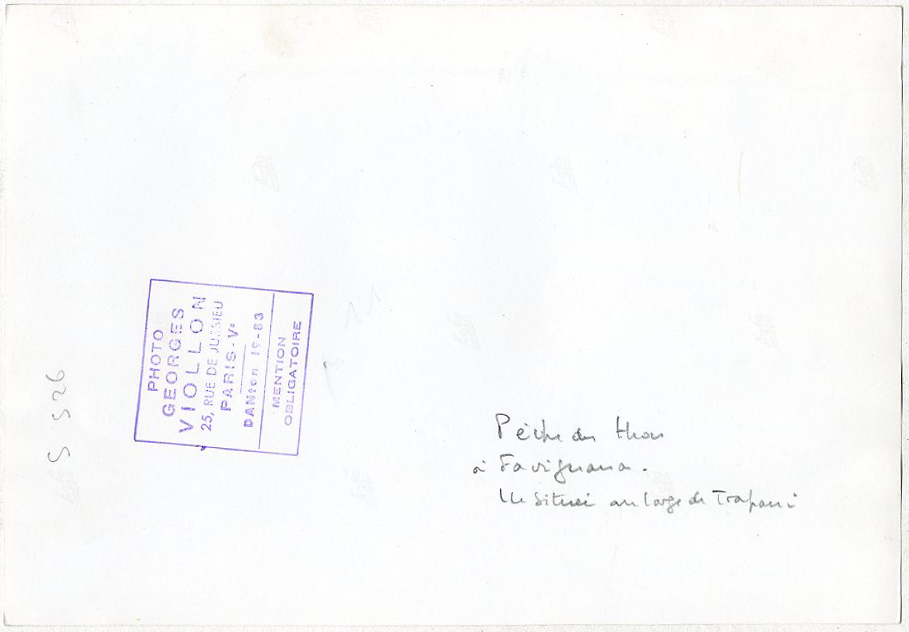 PHOTO
GEORGES
VIOLLON
25, RUE DE JUSSIEU
PARIS-Ve
DANton 19-83
MENTION
OBLIGATOIRE
S 526
Pêche du thon
à Favignana.
Ile située au large de Trapani